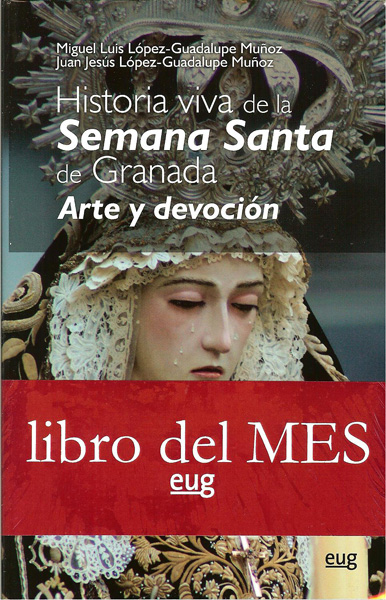 Miguel Luis López-Guadalupe Muñoz
Juan Jesús López-Guadalupe Muñoz
Historia viva de la
Semana Santa
de Granada
Arte y devoción
libro del MES
eug
eug